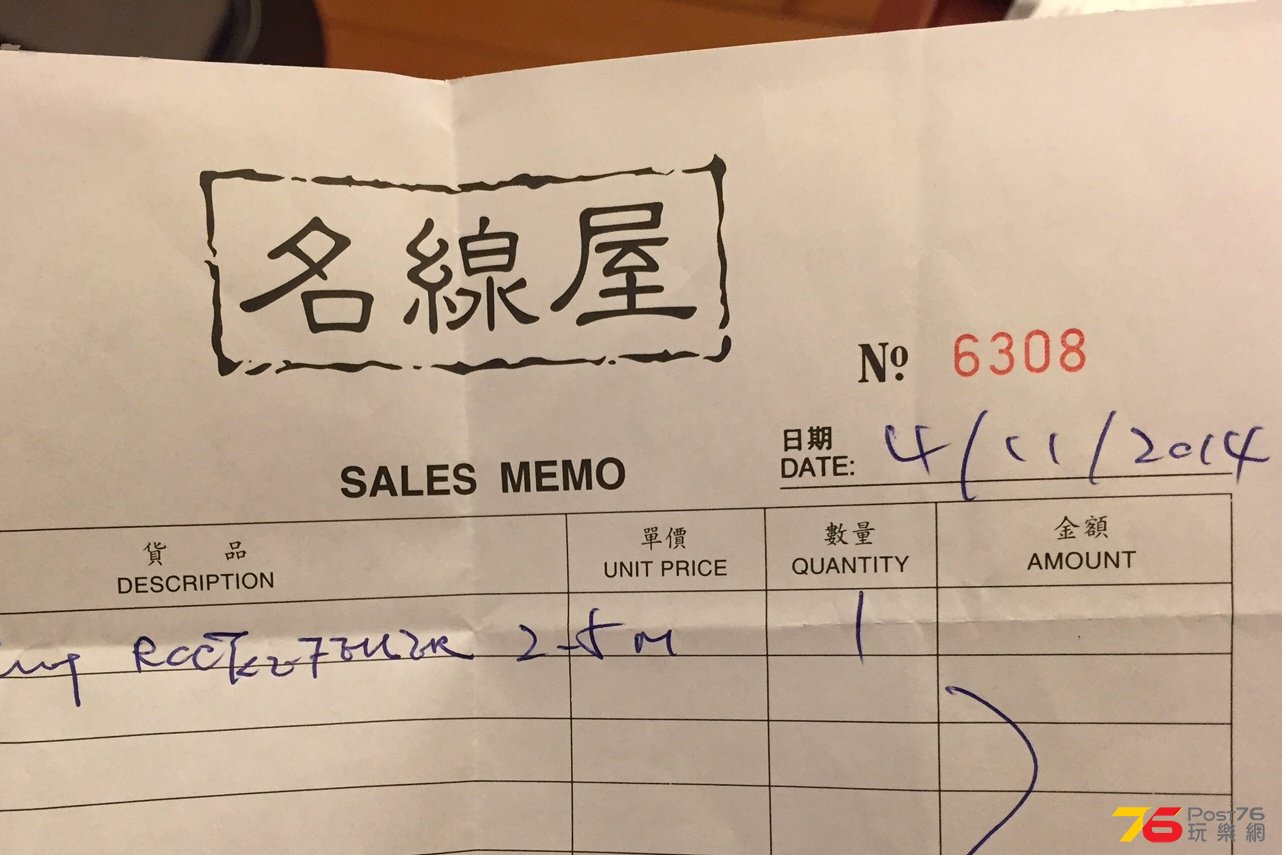 名線屋
Nº 6308
日期
DATE: 4/11/2014
SALES MEMO
貨品 單價 數量 金額
DESCRIPTION UNIT PRICE QUANTITY AMOUNT
2.5M 1
76 Post76
玩樂網